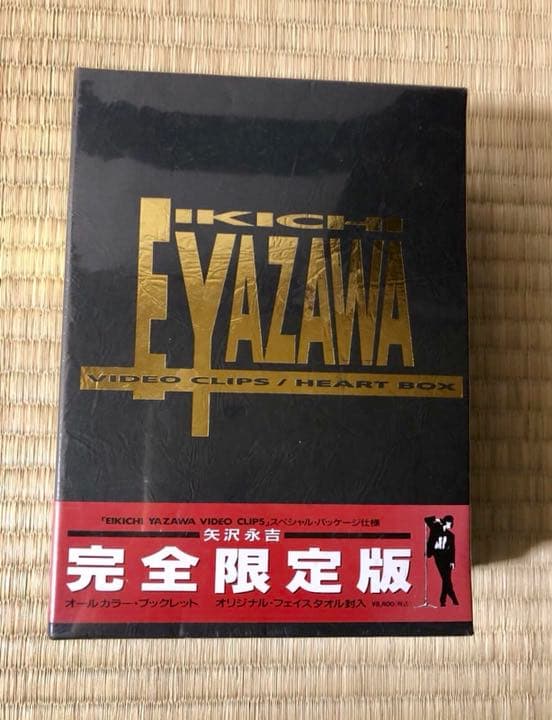 EIKICHI
YAZAWA
VIDEO CLIPS / HEART BOX
「EIKICHI YAZAWA VIDEO CLIPS」スペシャル・パッケージ仕様
矢沢永吉
完全限定版
オールカラー・ブックレット オリジナル・フェイスタオル封入